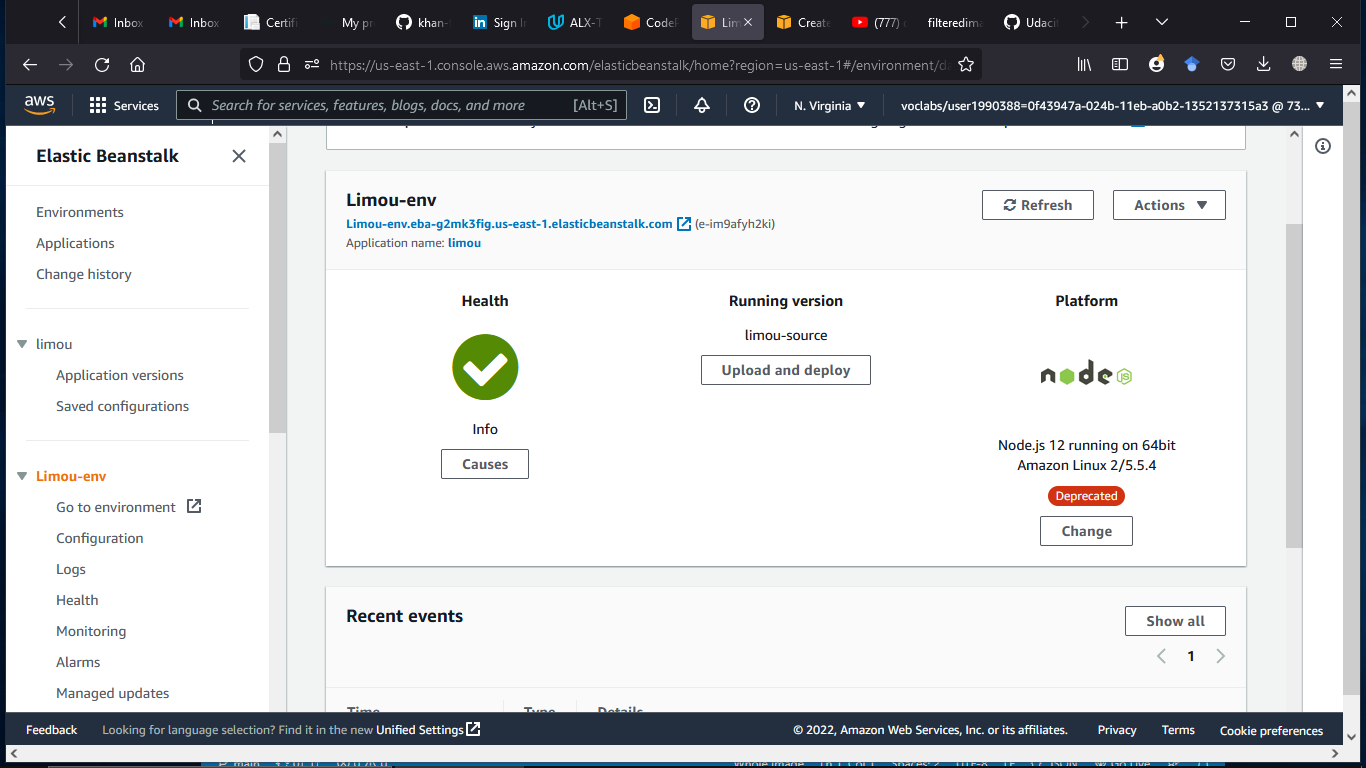 Inbox
Inbox
Certifi
My pr
khan-
Sign In
ALX-T
CodeP
Lim
Create
(777)
filteredima
Udaci
https://us-east-1.console.aws.amazon.com/elasticbeanstalk/home?region=us-east-1#/environment/d
aws
Services
Search for services, features, blogs, docs, and more
[Alt+S]
N. Virginia
voclabs/user1990388=0f43947a-024b-11eb-a0b2-1352137315a3 @ 73...
Elastic Beanstalk
Environments
Applications
Change history
limou
Application versions
Saved configurations
Limou-env
Go to environment
Configuration
Logs
Health
Monitoring
Alarms
Managed updates
Limou-env
Limou-env.eba-g2mk3fig.us-east-1.elasticbeanstalk.com (e-im9afyh2ki)
Application name: limou
Refresh
Actions
Health
Info
Causes
Running version
limou-source
Upload and deploy
Platform
node
JS
Node.js 12 running on 64bit
Amazon Linux 2/5.5.4
Deprecated
Change
Recent events
Show all
1
Time
Type
Details
Feedback
Looking for language selection? Find it in the new Unified Settings
© 2022, Amazon Web Services, Inc. or its affiliates.
Privacy
Terms
Cookie preferences